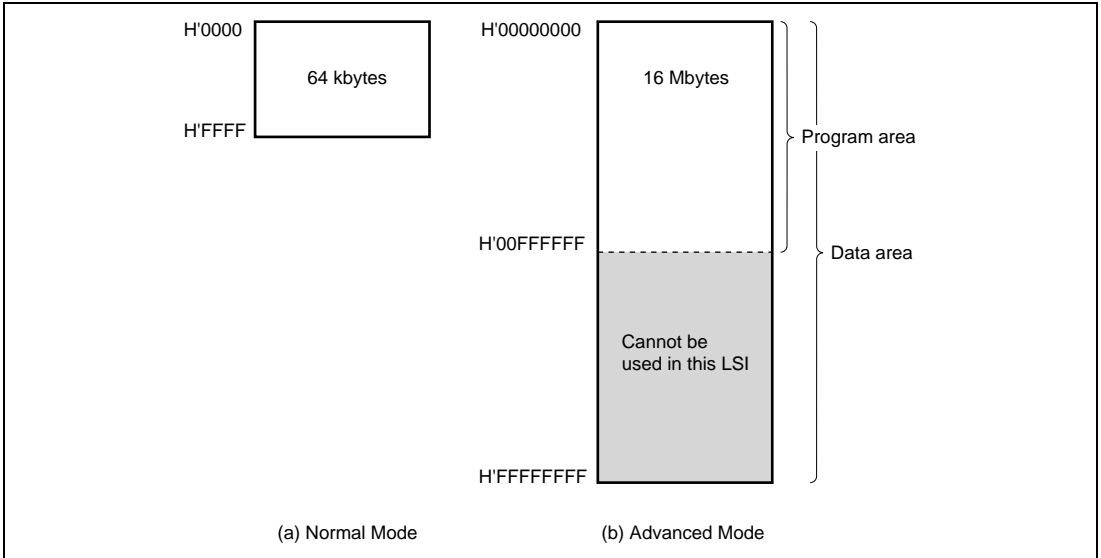 H'0000
64 kbytes
H'FFFF
(a) Normal Mode
H'00000000
16 Mbytes
Program area
H'00FFFFFF
Data area
Cannot be
used in this LSI
H'FFFFFFFF
(b) Advanced Mode